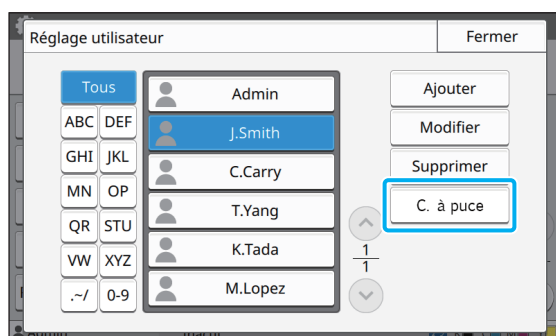 Réglage utilisateur
Fermer
Tous
ABC DEF
GHI JKL
MN OP
QR STU
VW XYZ
.~/ 0-9
Admin
J.Smith
C.Carry
T.Yang
K.Tada
M.Lopez
1
1
Ajouter
Modifier
Supprimer
C. à puce